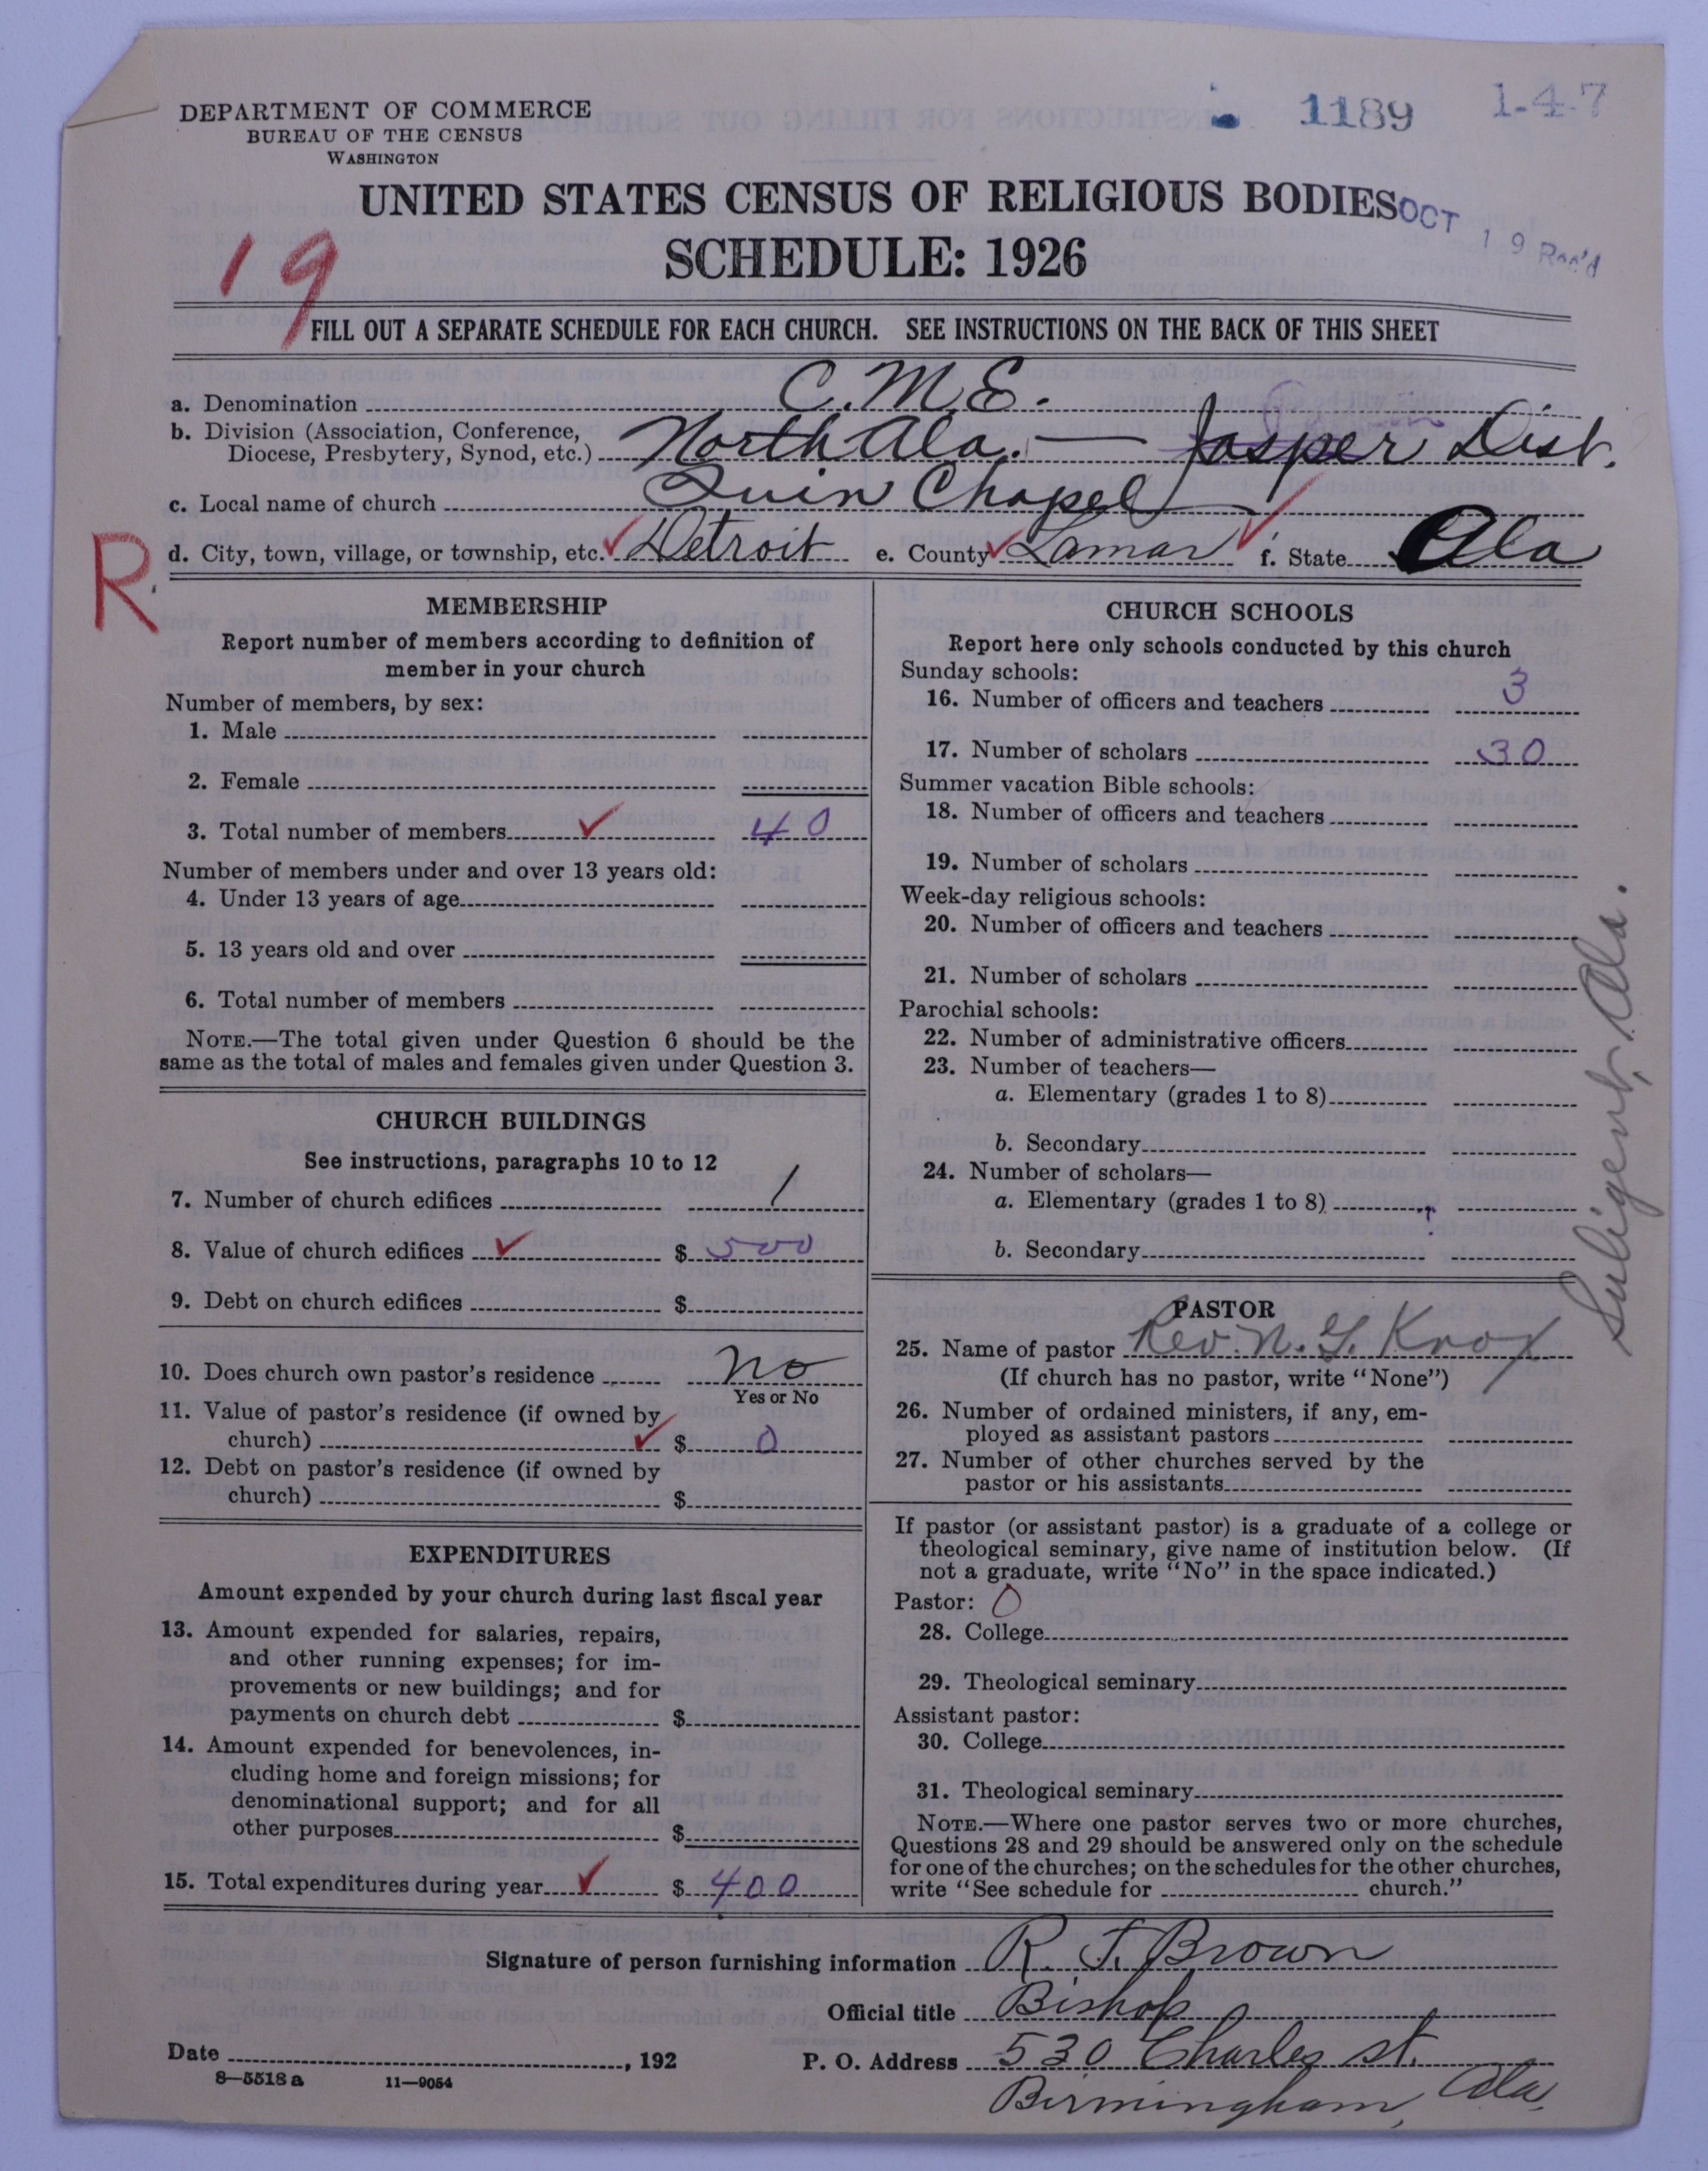 DEPARTMENT OF COMMERCE
BUREAU OF THE CENSUS
WASHINGTON
1189 1-4-7
UNITED STATES CENSUS OF RELIGIOUS BODIES
OCT 19 Rec'd
SCHEDULE: 1926
19
FILL OUT A SEPARATE SCHEDULE FOR EACH CHURCH. SEE INSTRUCTIONS ON THE BACK OF THIS SHEET
a. Denomination C.M.E.
b. Division (Association, Conference,
Diocese, Presbytery, Synod, etc.) North Ala. — Jasper Dist.
c. Local name of church Quin Chapel
R
d. City, town, village, or township, etc. Detroit e. County Lamar f. State Ala
MEMBERSHIP
Report number of members according to definition of
member in your church
Number of members, by sex:
1. Male
2. Female
3. Total number of members ✓ 40
Number of members under and over 13 years old:
4. Under 13 years of age
5. 13 years old and over
6. Total number of members
NOTE.—The total given under Question 6 should be the
same as the total of males and females given under Question 3.
CHURCH BUILDINGS
See instructions, paragraphs 10 to 12
7. Number of church edifices 1
8. Value of church edifices ✓ $ 500
9. Debt on church edifices $
10. Does church own pastor's residence No
Yes or No
11. Value of pastor's residence (if owned by
church) ✓ $ 0
12. Debt on pastor's residence (if owned by
church) $
EXPENDITURES
Amount expended by your church during last fiscal year
13. Amount expended for salaries, repairs,
and other running expenses; for im-
provements or new buildings; and for
payments on church debt $
14. Amount expended for benevolences, in-
cluding home and foreign missions; for
denominational support; and for all
other purposes $
15. Total expenditures during year ✓ $ 400
CHURCH SCHOOLS
Report here only schools conducted by this church
Sunday schools:
16. Number of officers and teachers 3
17. Number of scholars 30
Summer vacation Bible schools:
18. Number of officers and teachers
19. Number of scholars
Week-day religious schools:
20. Number of officers and teachers
21. Number of scholars
Parochial schools:
22. Number of administrative officers
23. Number of teachers—
a. Elementary (grades 1 to 8)
b. Secondary
24. Number of scholars—
a. Elementary (grades 1 to 8)
b. Secondary
PASTOR
25. Name of pastor Rev. N. G. Knox
(If church has no pastor, write "None")
26. Number of ordained ministers, if any, em-
ployed as assistant pastors
27. Number of other churches served by the
pastor or his assistants
If pastor (or assistant pastor) is a graduate of a college or
theological seminary, give name of institution below. (If
not a graduate, write "No" in the space indicated.)
Pastor: 0
28. College
29. Theological seminary
Assistant pastor:
30. College
31. Theological seminary
NOTE.—Where one pastor serves two or more churches,
Questions 28 and 29 should be answered only on the schedule
for one of the churches; on the schedules for the other churches,
write "See schedule for church."
Suligent, Ala.
Signature of person furnishing information R. T. Brown
Official title Bishop
Date , 192 P. O. Address 530 Charles st.
8—5518 a 11—9054
Birmingham, Ala.